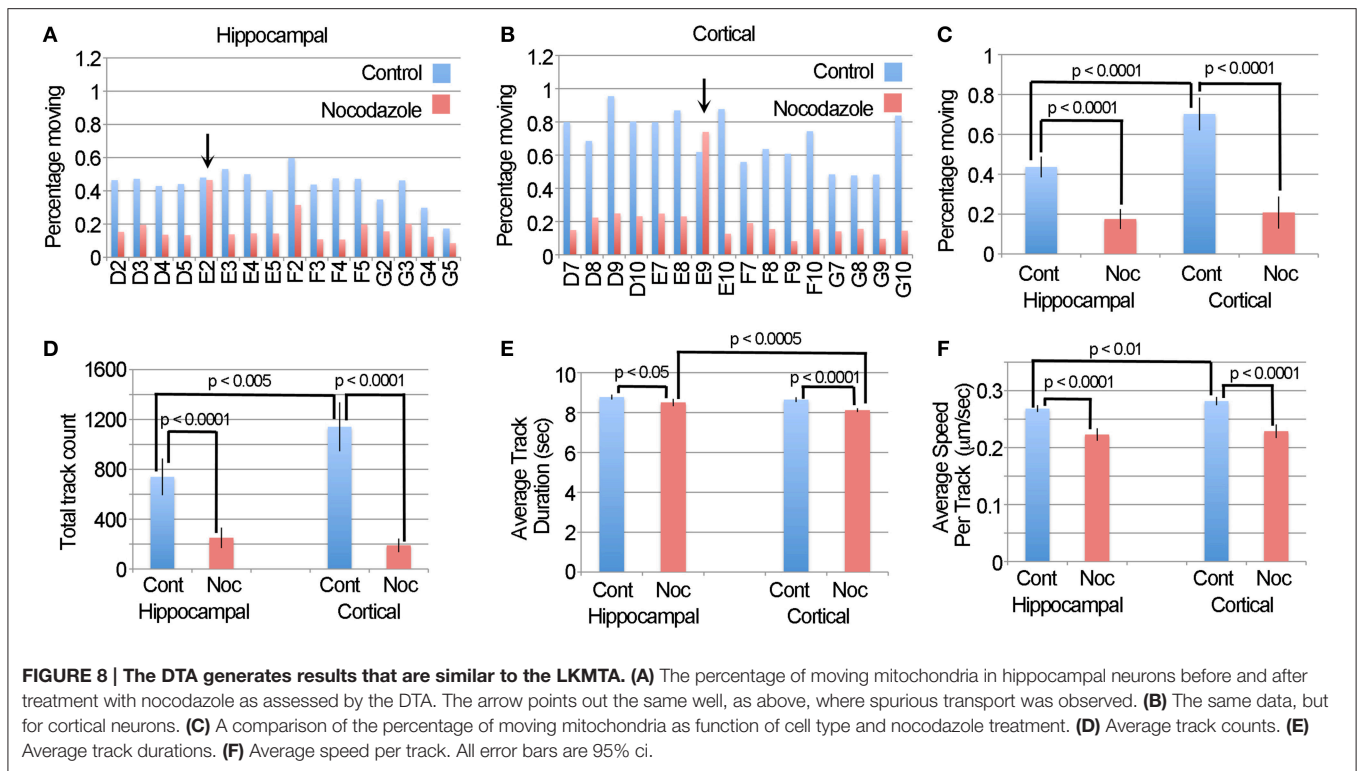 A
Hippocampal
Percentage moving
1.2
1
0.8
0.6
0.4
0.2
0
Control
Nocodazole
D2 D3 D4 D5 E2 E3 E4 E5 F2 F3 F4 F5 G2 G3 G4 G5
B
Cortical
Percentage moving
1.2
1
0.8
0.6
0.4
0.2
0
Control
Nocodazole
D7 D8 D9 D10 E7 E8 E9 E10 F7 F8 F9 F10 G7 G8 G9 G10
C
Percentage moving
1
0.8
0.6
0.4
0.2
0
p < 0.0001
p < 0.0001
p < 0.0001
Cont Noc Cont Noc
Hippocampal Cortical
D
Total track count
1600
1200
800
400
0
p < 0.005
p < 0.0001
p < 0.0001
Cont Noc Cont Noc
Hippocampal Cortical
E
Average Track
Duration (sec)
10
8
6
4
2
0
p < 0.0005
p < 0.05
p < 0.0001
Cont Noc Cont Noc
Hippocampal Cortical
F
Average Speed
Per Track (µm/sec)
0.3
0.2
0.1
0
p < 0.01
p < 0.0001
p < 0.0001
Cont Noc Cont Noc
Hippocampal Cortical
FIGURE 8 | The DTA generates results that are similar to the LKMTA. (A) The percentage of moving mitochondria in hippocampal neurons before and after
treatment with nocodazole as assessed by the DTA. The arrow points out the same well, as above, where spurious transport was observed. (B) The same data, but
for cortical neurons. (C) A comparison of the percentage of moving mitochondria as function of cell type and nocodazole treatment. (D) Average track counts. (E)
Average track durations. (F) Average speed per track. All error bars are 95% ci.